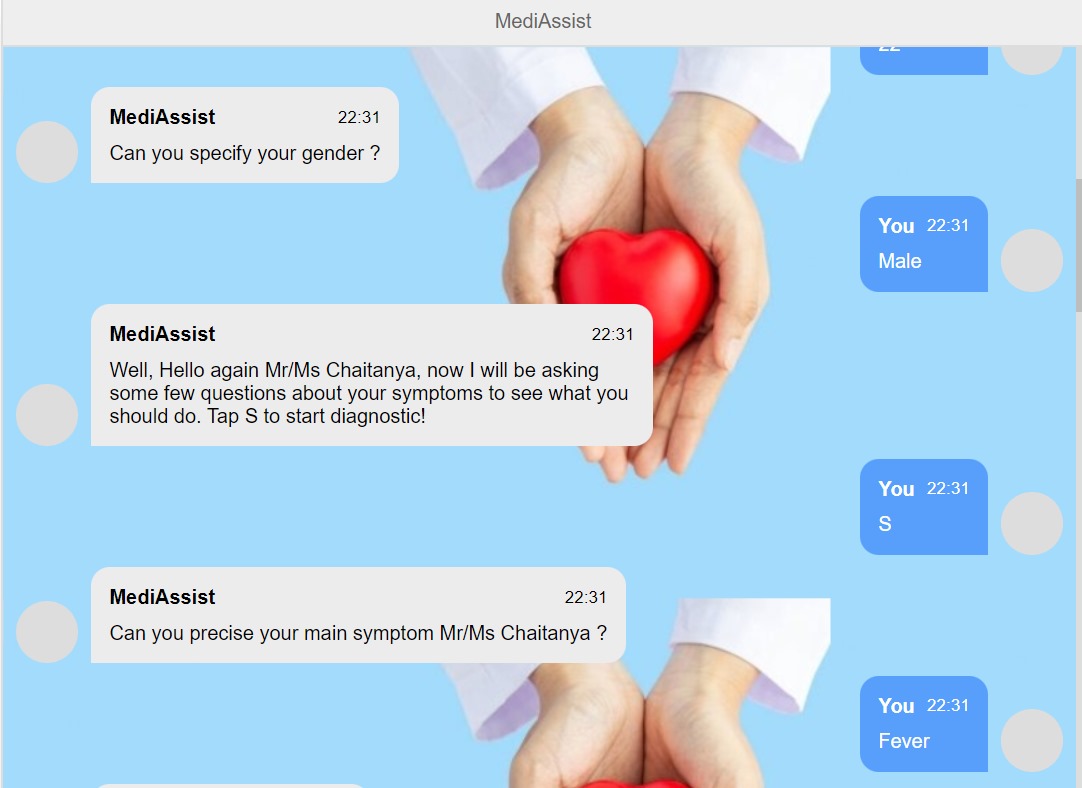 MediAssist
22
MediAssist 22:31
Can you specify your gender ?
You 22:31
Male
MediAssist 22:31
Well, Hello again Mr/Ms Chaitanya, now I will be asking
some few questions about your symptoms to see what you
should do. Tap S to start diagnostic!
You 22:31
S
MediAssist 22:31
Can you precise your main symptom Mr/Ms Chaitanya ?
You 22:31
Fever